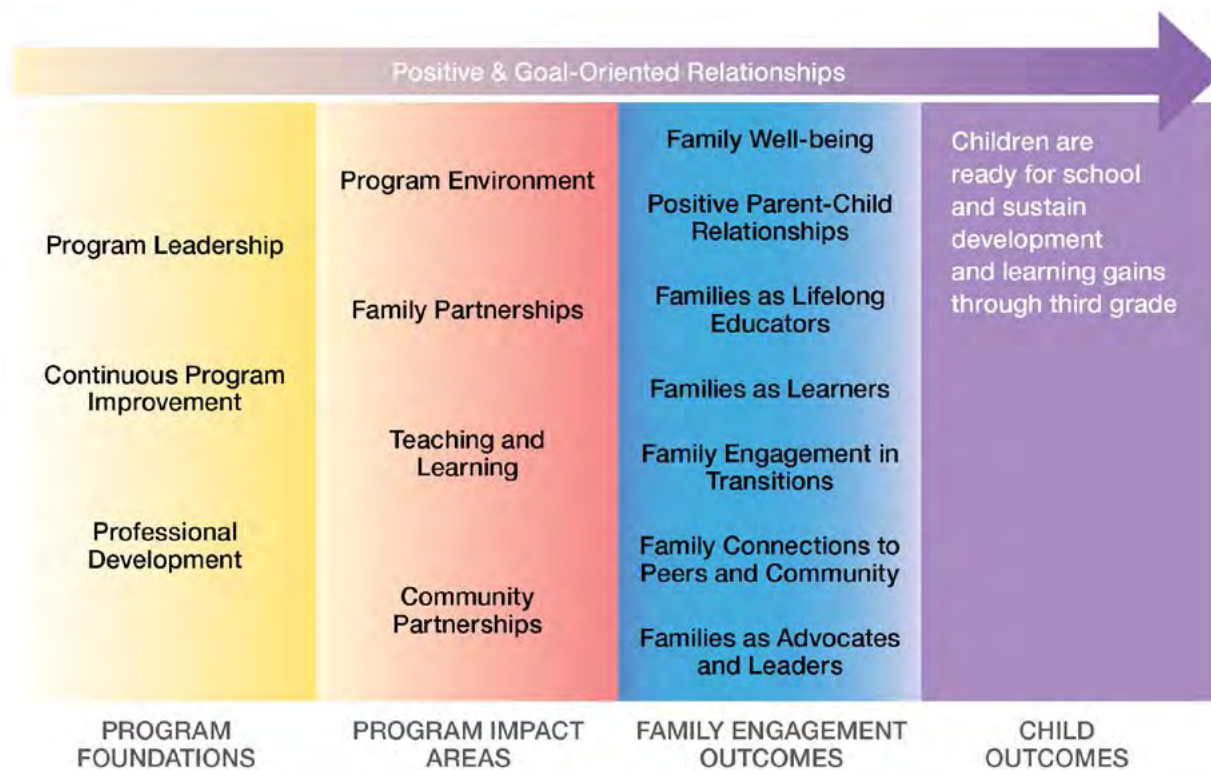 Positive & Goal-Oriented Relationships
Program Leadership
Continuous Program
Improvement
Professional
Development
PROGRAM
FOUNDATIONS
Program Environment
Family Partnerships
Teaching and
Learning
Community
Partnerships
PROGRAM IMPACT
AREAS
Family Well-being
Positive Parent-Child
Relationships
Families as Lifelong
Educators
Families as Learners
Family Engagement in
Transitions
Family Connections to
Peers and Community
Families as Advocates
and Leaders
FAMILY ENGAGEMENT
OUTCOMES
Children are
ready for school
and sustain
development
and learning gains
through third grade
CHILD
OUTCOMES